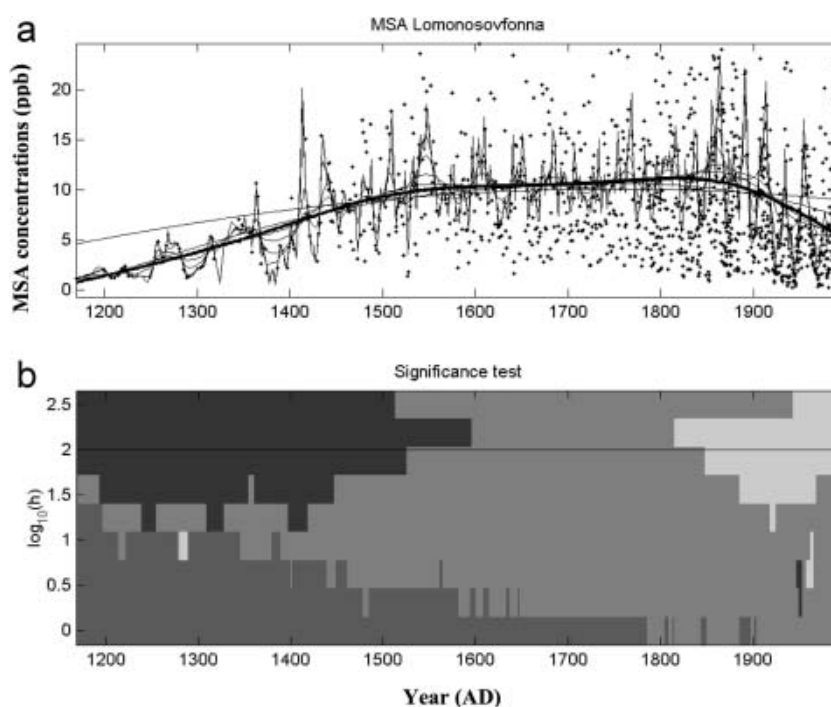 a
MSA Lomonosovfonna
MSA concentrations (ppb)
20
15
10
5
0
1200 1300 1400 1500 1600 1700 1800 1900
b
Significance test
log10(h)
2.5
2
1.5
1
0.5
0
1200 1300 1400 1500 1600 1700 1800 1900
Year (AD)